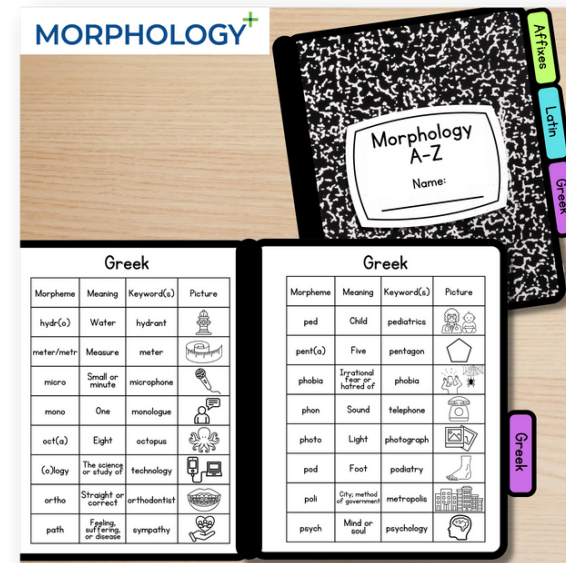 MORPHOLOGY+
Morphology
A-Z
Name:
Affixes
Latin
Greek
Greek
Morpheme Meaning Keyword(s) Picture
hydr(o) Water hydrant
meter/metr Measure meter
micro Small or minute microphone
mono One monologue
oct(a) Eight octopus
(o)logy The science or study of technology
ortho Straight or correct orthodontist
path Feeling, suffering, or disease sympathy
Greek
Morpheme Meaning Keyword(s) Picture
ped Child pediatrics
pent(a) Five pentagon
phobia Irrational fear or hatred of phobia
phon Sound telephone
photo Light photograph
pod Foot podiatry
poli City; method of government metropolis
psych Mind or soul psychology
Greek